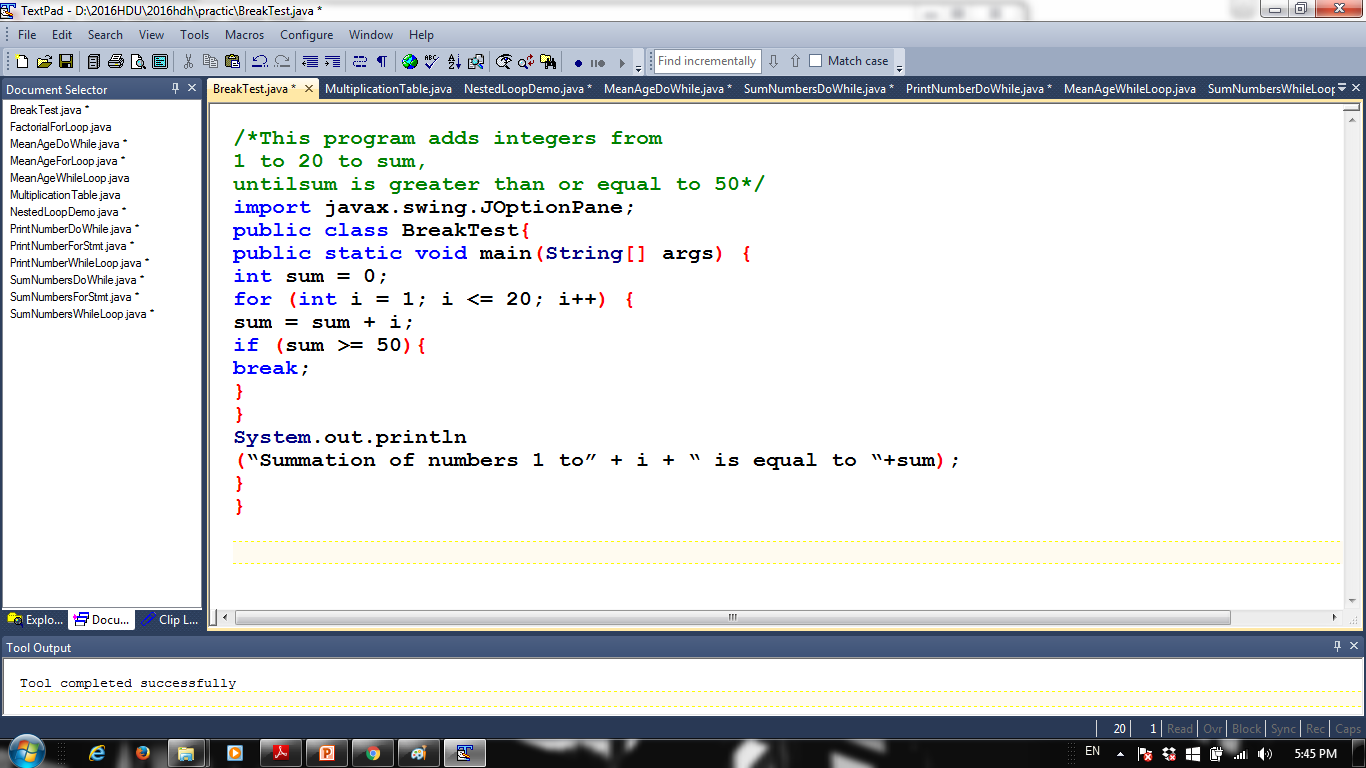 TextPad - D:\2016HDU\2016hdh\practic\BreakTest.java *
File Edit Search View Tools Macros Configure Window Help
Find incrementally Match case
Document Selector
BreakTest.java * MultiplicationTable.java NestedLoopDemo.java * MeanAgeDoWhile.java * SumNumbersDoWhile.java * PrintNumberDoWhile.java * MeanAgeWhileLoop.java SumNumbersWhileLoop
BreakTest.java *
FactorialForLoop.java
MeanAgeDoWhile.java *
MeanAgeForLoop.java *
MeanAgeWhileLoop.java
MultiplicationTable.java
NestedLoopDemo.java *
PrintNumberDoWhile.java *
PrintNumberForStmt.java *
PrintNumberWhileLoop.java *
SumNumbersDoWhile.java *
SumNumbersForStmt.java *
SumNumbersWhileLoop.java *
/*This program adds integers from
1 to 20 to sum,
untilsum is greater than or equal to 50*/
import javax.swing.JOptionPane;
public class BreakTest{
public static void main(String[] args) {
int sum = 0;
for (int i = 1; i <= 20; i++) {
sum = sum + i;
if (sum >= 50){
break;
}
}
System.out.println
(“Summation of numbers 1 to” + i + “ is equal to “+sum);
}
}
Explo... Docu... Clip L...
Tool Output
Tool completed successfully
20 1 Read Ovr Block Sync Rec Caps
EN 5:45 PM